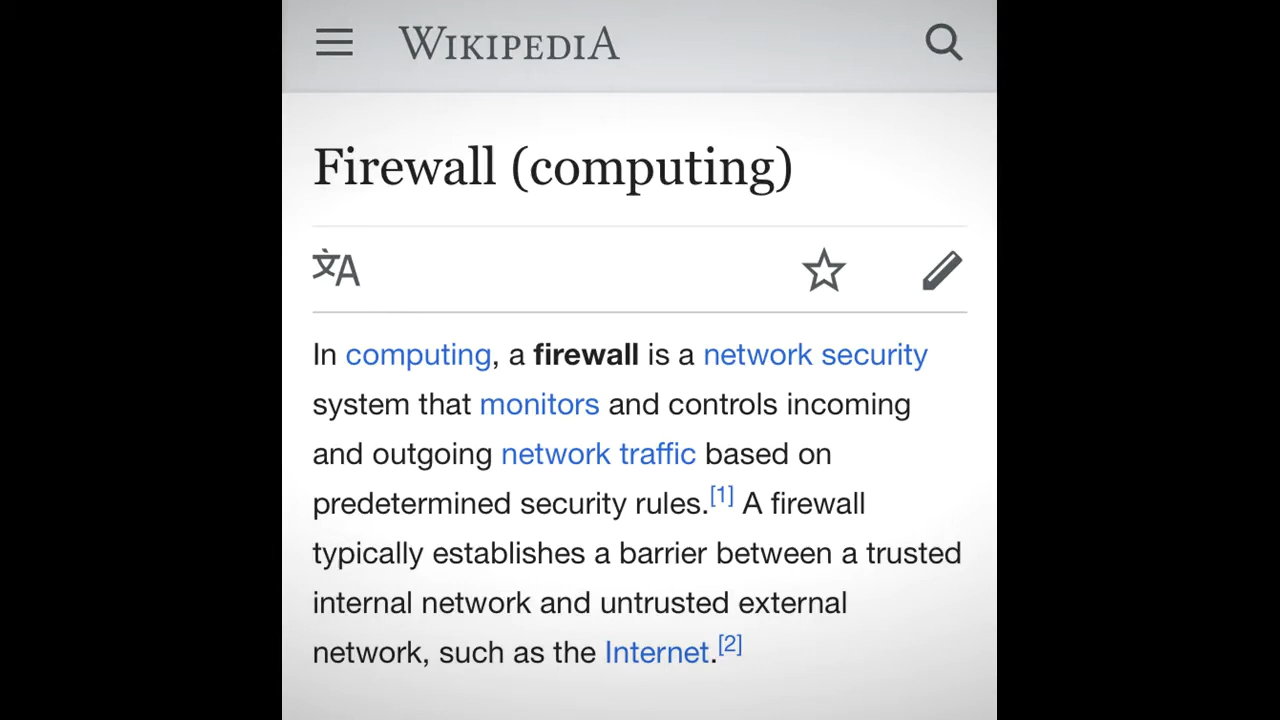 WIKIPEDIA
Firewall (computing)
文A
In computing, a firewall is a network security
system that monitors and controls incoming
and outgoing network traffic based on
predetermined security rules.[1] A firewall
typically establishes a barrier between a trusted
internal network and untrusted external
network, such as the Internet.[2]